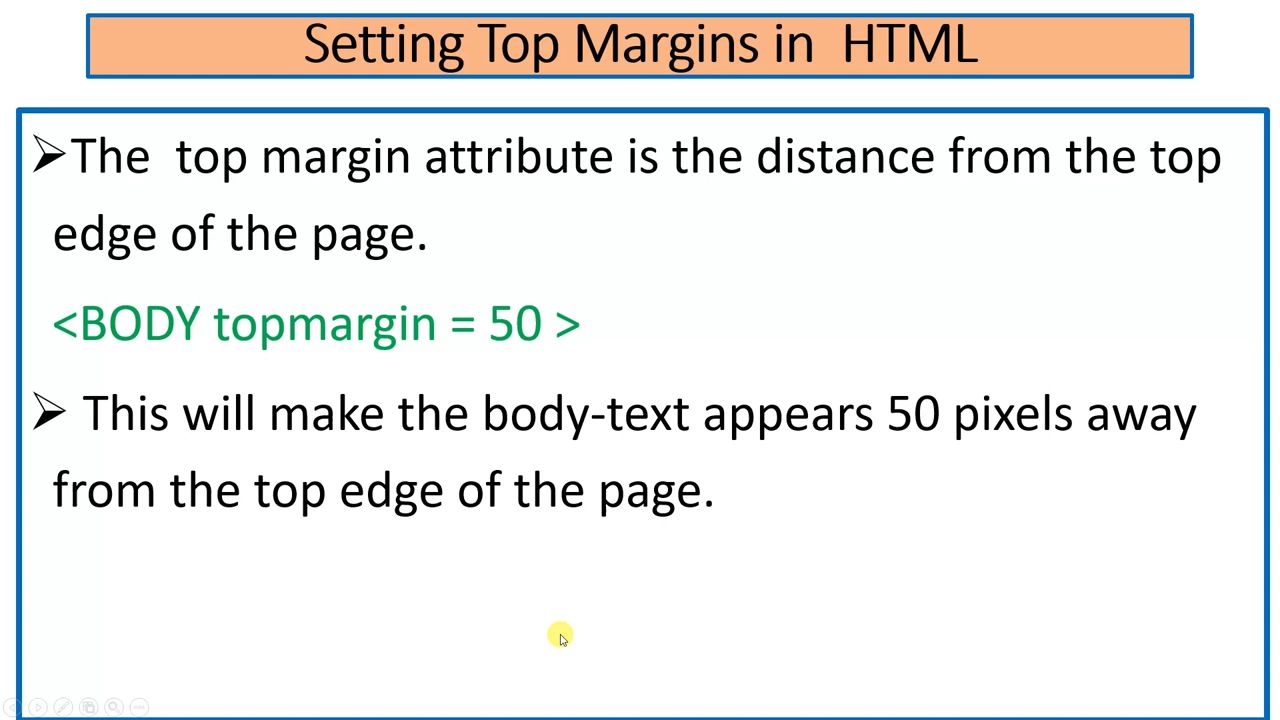 Setting Top Margins in HTML
➢The top margin attribute is the distance from the top
edge of the page.
<BODY topmargin = 50 >
➢ This will make the body-text appears 50 pixels away
from the top edge of the page.